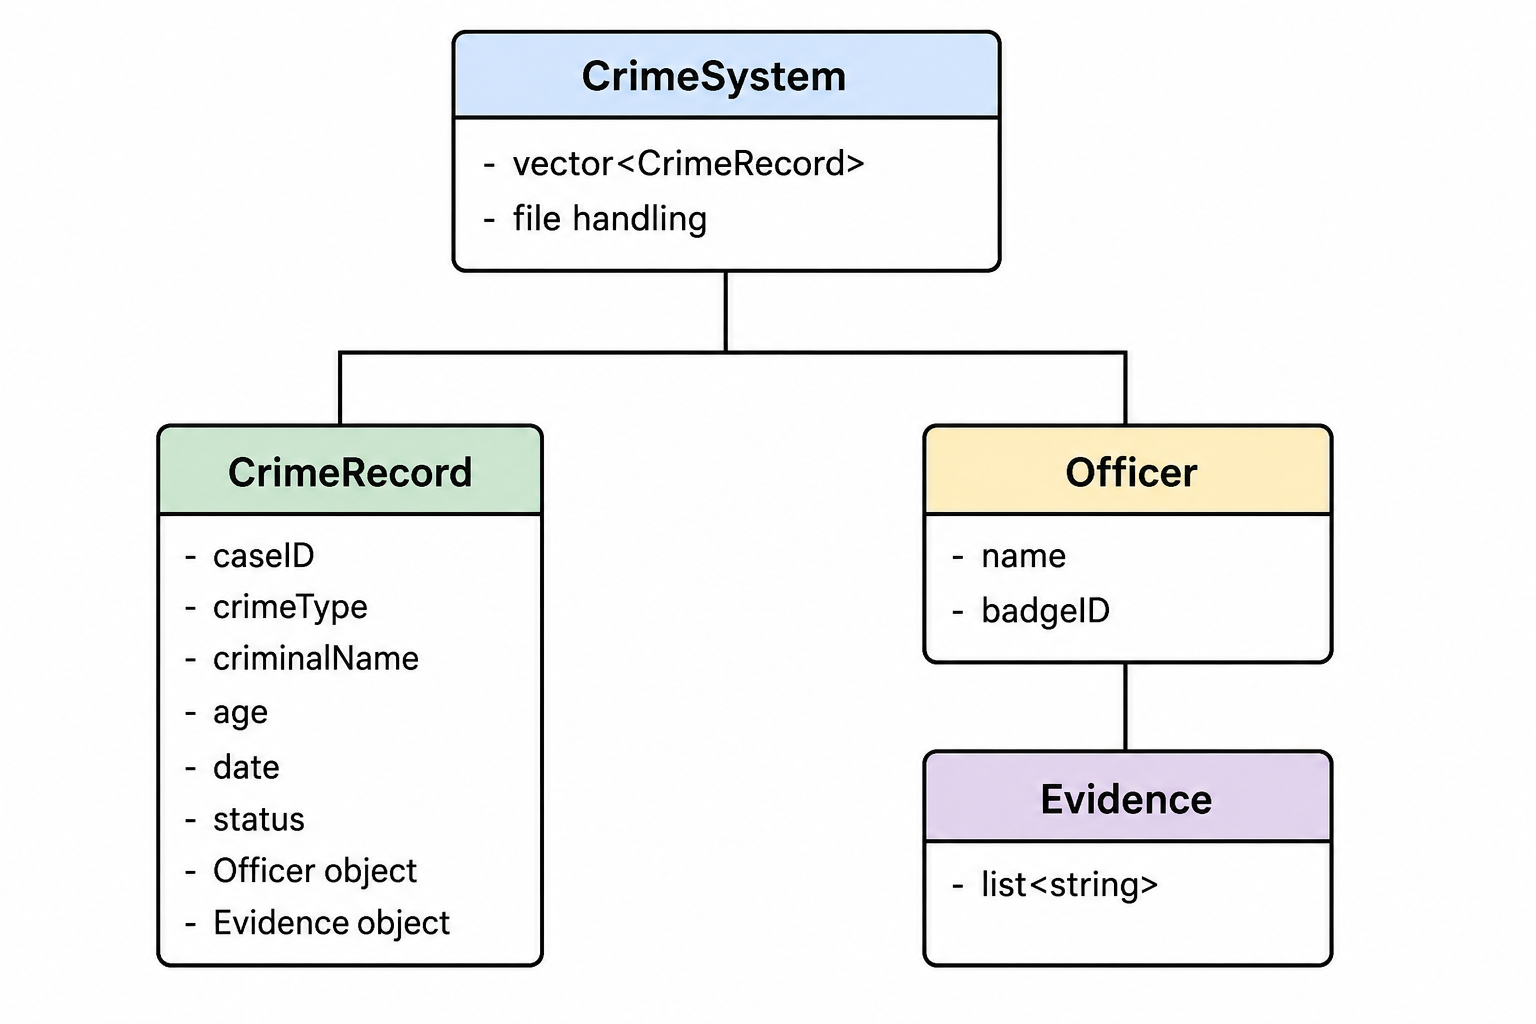 CrimeSystem
- vector<CrimeRecord>
- file handling
CrimeRecord
- caseID
- crimeType
- criminalName
- age
- date
- status
- Officer object
- Evidence object
Officer
- name
- badgeID
Evidence
- list<string>